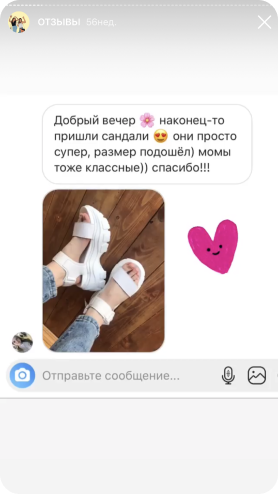 ОТЗЫВЫ 56нед.
Добрый вечер 🌸 наконец-то
пришли сандали 😍 они просто
супер, размер подошёл) момы
тоже классные)) спасибо!!!
Отправьте сообщение...